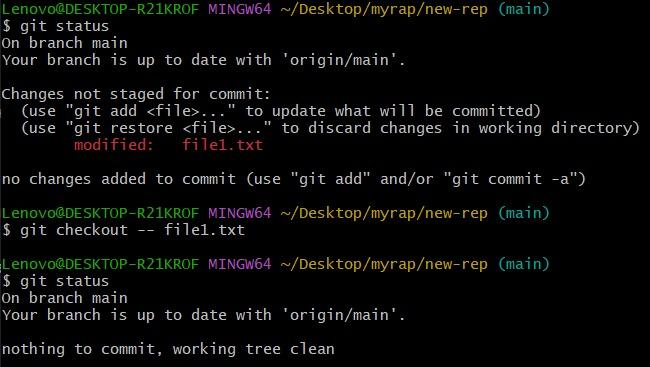 Lenovo@DESKTOP-R21KROF MINGW64 ~/Desktop/myrap/new-rep (main)
$ git status
On branch main
Your branch is up to date with 'origin/main'.
Changes not staged for commit:
(use "git add <file>..." to update what will be committed)
(use "git restore <file>..." to discard changes in working directory)
modified: file1.txt
no changes added to commit (use "git add" and/or "git commit -a")
Lenovo@DESKTOP-R21KROF MINGW64 ~/Desktop/myrap/new-rep (main)
$ git checkout -- file1.txt
Lenovo@DESKTOP-R21KROF MINGW64 ~/Desktop/myrap/new-rep (main)
$ git status
On branch main
Your branch is up to date with 'origin/main'.
nothing to commit, working tree clean